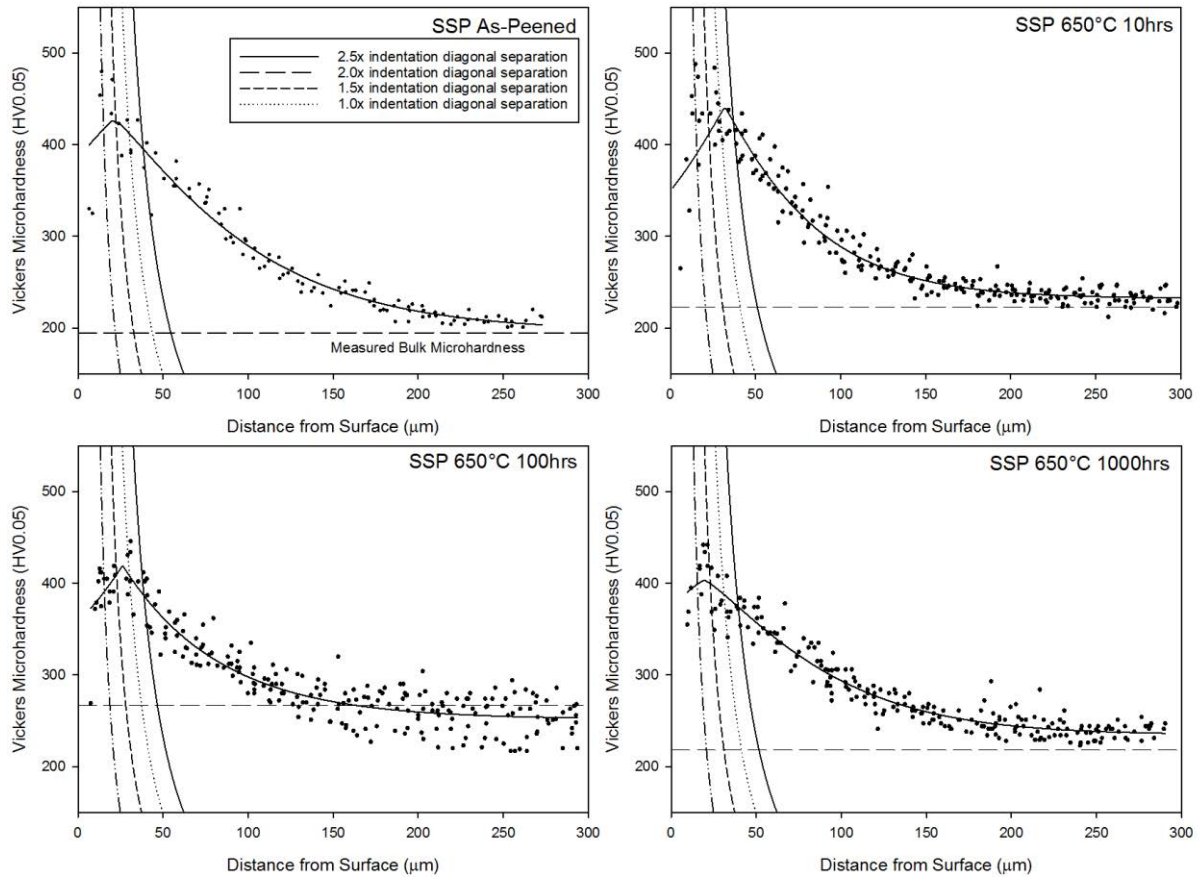 SSP As-Peened
2.5x indentation diagonal separation
2.0x indentation diagonal separation
1.5x indentation diagonal separation
1.0x indentation diagonal separation
Measured Bulk Microhardness
Vickers Microhardness (HV0.05)
500
400
300
200
0 50 100 150 200 250 300
Distance from Surface (μm)
SSP 650°C 10hrs
Vickers Microhardness (HV0.05)
500
400
300
200
0 50 100 150 200 250 300
Distance from Surface (μm)
SSP 650°C 100hrs
Vickers Microhardness (HV0.05)
500
400
300
200
0 50 100 150 200 250 300
Distance from Surface (μm)
SSP 650°C 1000hrs
Vickers Microhardness (HV0.05)
500
400
300
200
0 50 100 150 200 250 300
Distance from Surface (μm)